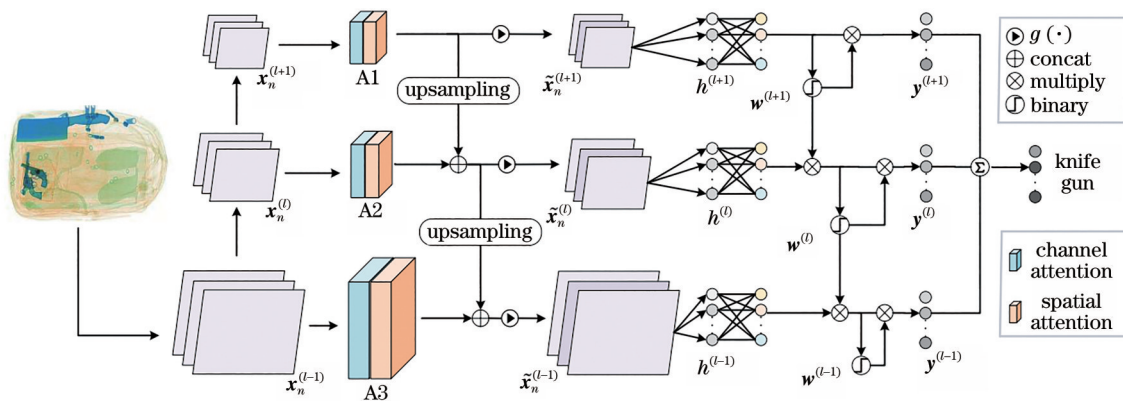 x_n^(l+1)
A1
upsampling
x̃_n^(l+1)
h^(l+1)
w^(l+1)
y^(l+1)
g (·)
concat
multiply
binary
x_n^(l)
A2
upsampling
x̃_n^(l)
h^(l)
w^(l)
y^(l)
Σ
knife
gun
x_n^(l-1)
A3
x̃_n^(l-1)
h^(l-1)
w^(l-1)
y^(l-1)
channel
attention
spatial
attention